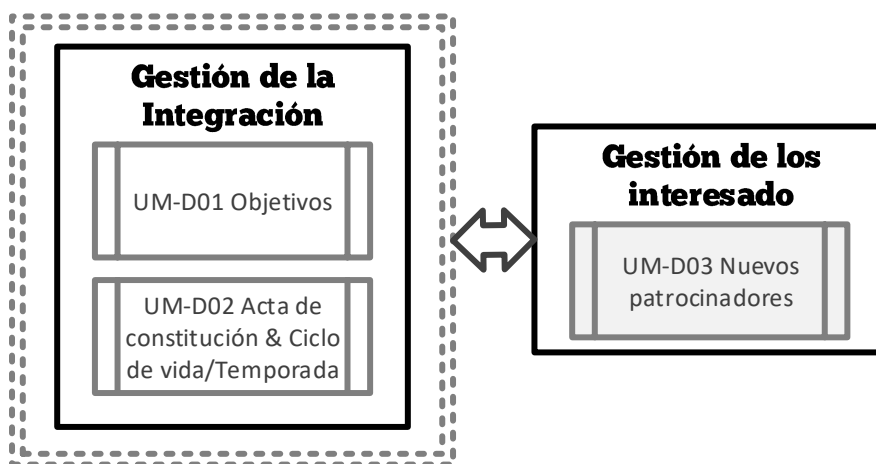 Gestión de la
Integración
UM-D01 Objetivos
UM-D02 Acta de
constitución & Ciclo
de vida/Temporada
Gestión de los
interesado
UM-D03 Nuevos
patrocinadores